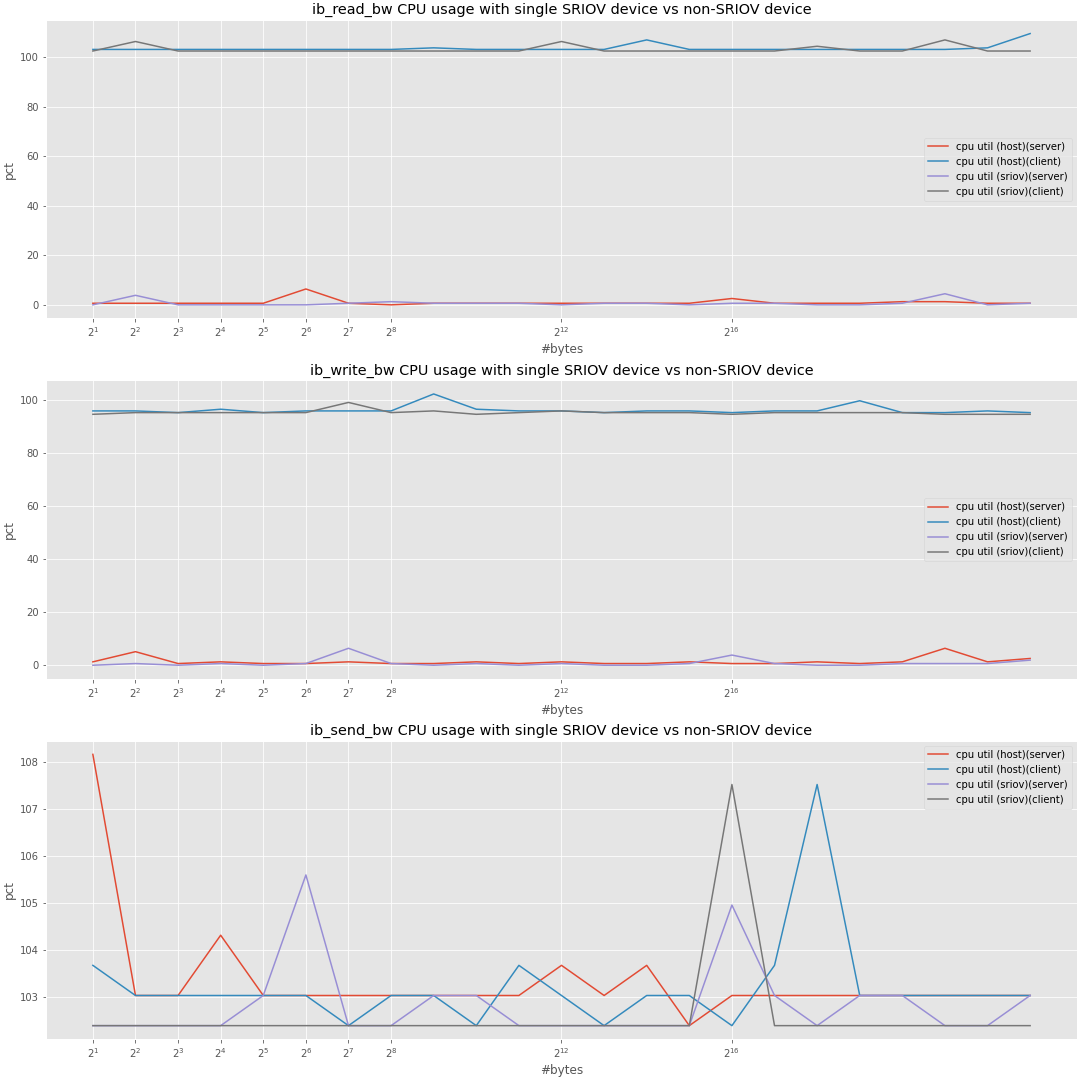 ib_read_bw CPU usage with single SRIOV device vs non-SRIOV device
100
80
60
40
20
0
pct
cpu util (host)(server)
cpu util (host)(client)
cpu util (sriov)(server)
cpu util (sriov)(client)
2^1 2^2 2^3 2^4 2^5 2^6 2^7 2^8 2^12 2^16
#bytes
ib_write_bw CPU usage with single SRIOV device vs non-SRIOV device
100
80
60
40
20
0
pct
cpu util (host)(server)
cpu util (host)(client)
cpu util (sriov)(server)
cpu util (sriov)(client)
2^1 2^2 2^3 2^4 2^5 2^6 2^7 2^8 2^12 2^16
#bytes
ib_send_bw CPU usage with single SRIOV device vs non-SRIOV device
108
107
106
105
104
103
pct
cpu util (host)(server)
cpu util (host)(client)
cpu util (sriov)(server)
cpu util (sriov)(client)
2^1 2^2 2^3 2^4 2^5 2^6 2^7 2^8 2^12 2^16
#bytes